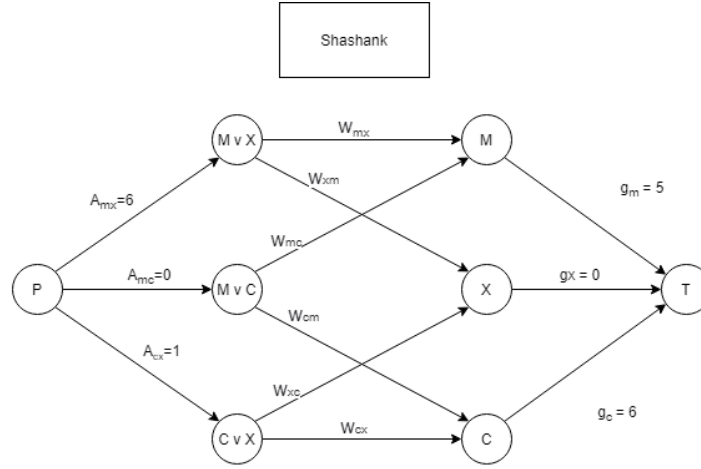 Shashank
M v X
W_mx
M
A_mx=6
W_xm
g_m = 5
W_mc
P
A_mc=0
M v C
X
gx = 0
T
W_cm
A_cx=1
W_xc
g_c = 6
C v X
W_cx
C